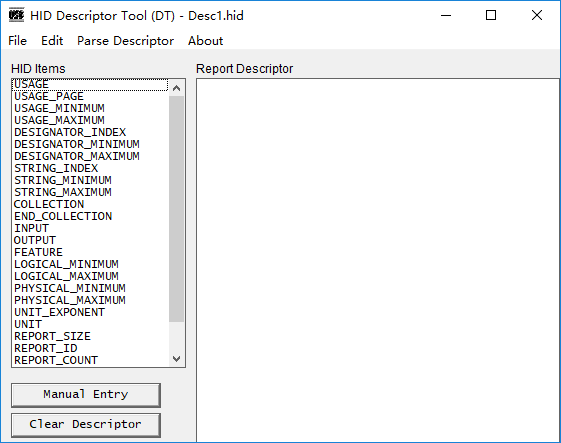 HID Descriptor Tool (DT) - Desc1.hid
File Edit Parse Descriptor About
HID Items
Report Descriptor
USAGE
USAGE_PAGE
USAGE_MINIMUM
USAGE_MAXIMUM
DESIGNATOR_INDEX
DESIGNATOR_MINIMUM
DESIGNATOR_MAXIMUM
STRING_INDEX
STRING_MINIMUM
STRING_MAXIMUM
COLLECTION
END_COLLECTION
INPUT
OUTPUT
FEATURE
LOGICAL_MINIMUM
LOGICAL_MAXIMUM
PHYSICAL_MINIMUM
PHYSICAL_MAXIMUM
UNIT_EXPONENT
UNIT
REPORT_SIZE
REPORT_ID
REPORT_COUNT
Manual Entry
Clear Descriptor